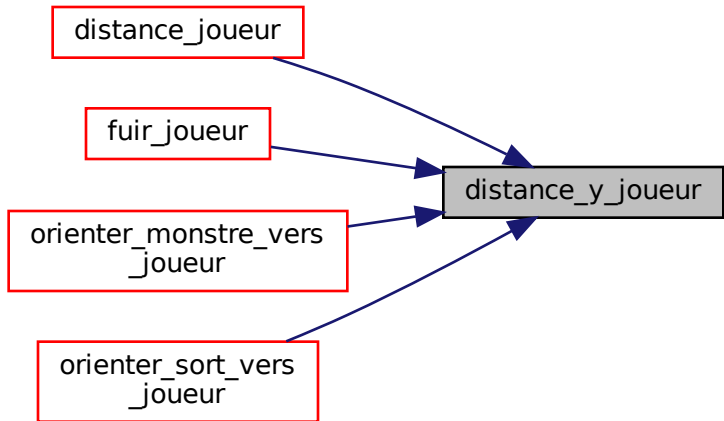 distance_joueur
fuir_joueur
distance_y_joueur
orienter_monstre_vers
_joueur
orienter_sort_vers
_joueur